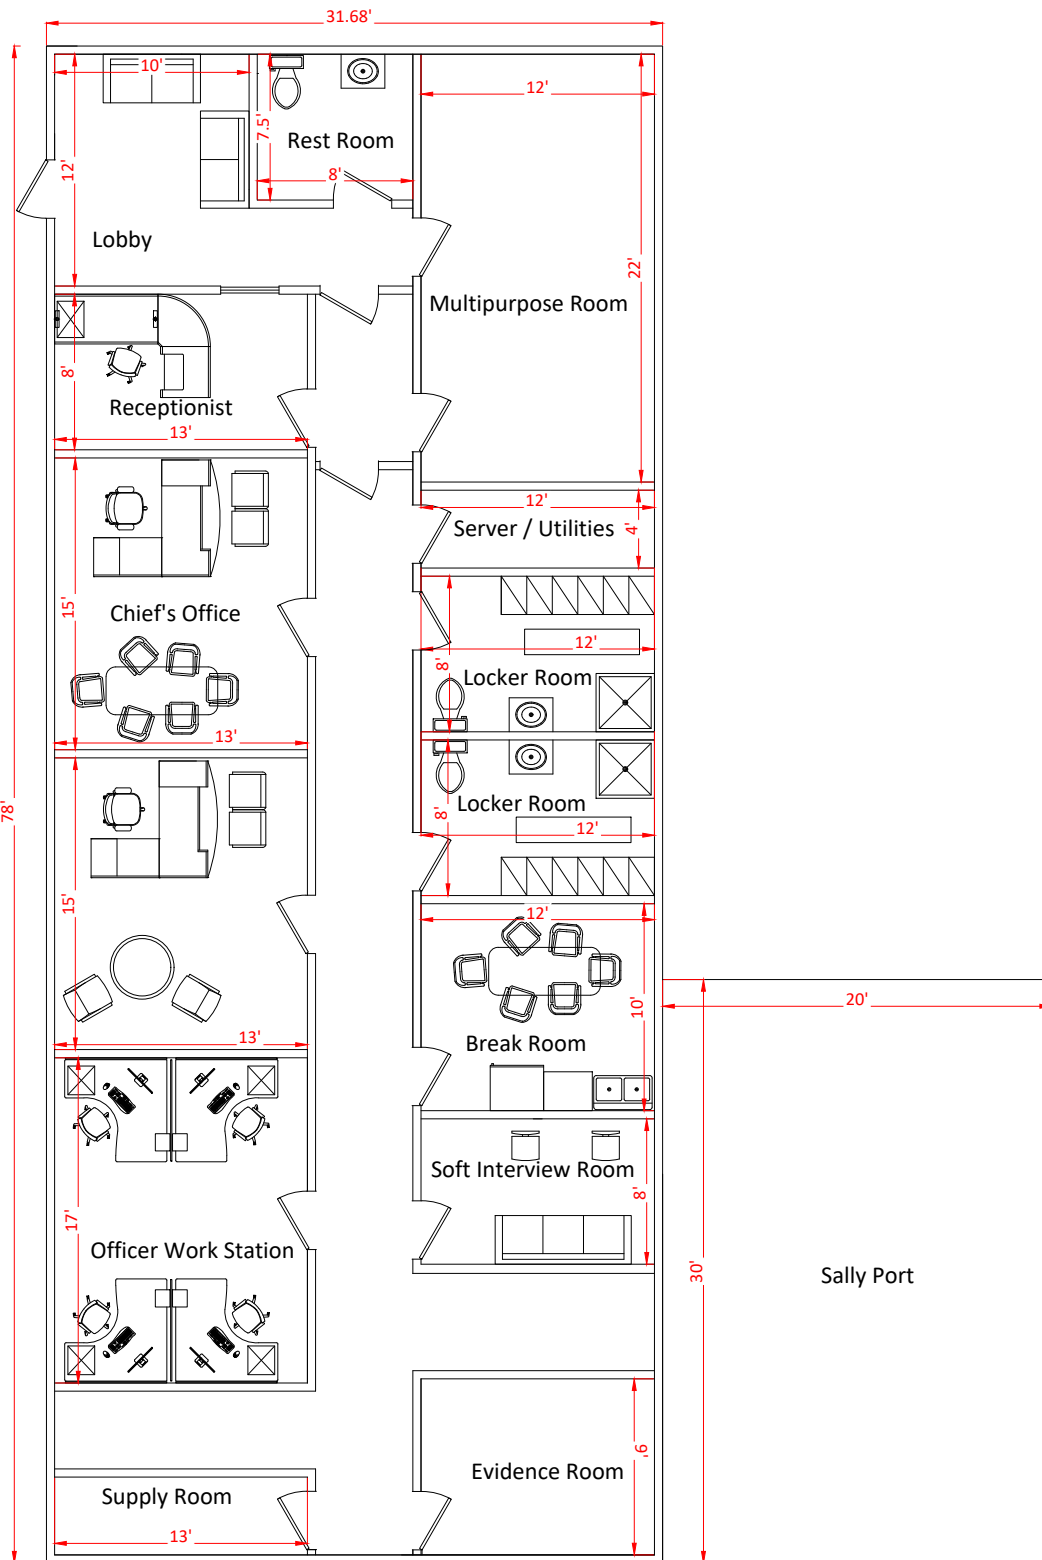 31.68'
10'
12'
7.5'
Rest Room
8'
12'
Lobby
22'
Multipurpose Room
8'
Receptionist
13'
12'
Server / Utilities
4'
15'
Chief's Office
12'
8'
Locker Room
13'
78'
Locker Room
8'
12'
15'
12'
10'
20'
13'
Break Room
Soft Interview Room
8'
17'
Officer Work Station
30'
Sally Port
9'
Evidence Room
Supply Room
13'